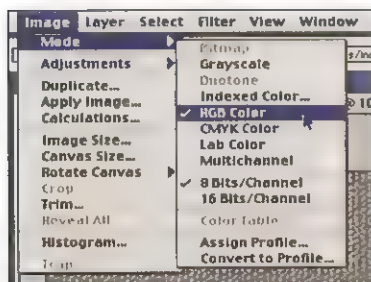 Image Layer Select Filter View Window
Mode
Adjustments
Duplicate...
Apply Image...
Calculations...
Image Size...
Canvas Size...
Rotate Canvas
Crop
Trim...
Reveal All
Histogram...
Trap
Bitmap
Grayscale
Duotone
Indexed Color...
✓ RGB Color
CMYK Color
Lab Color
Multichannel
✓ 8 Bits/Channel
16 Bits/Channel
Color Table
Assign Profile...
Convert to Profile...